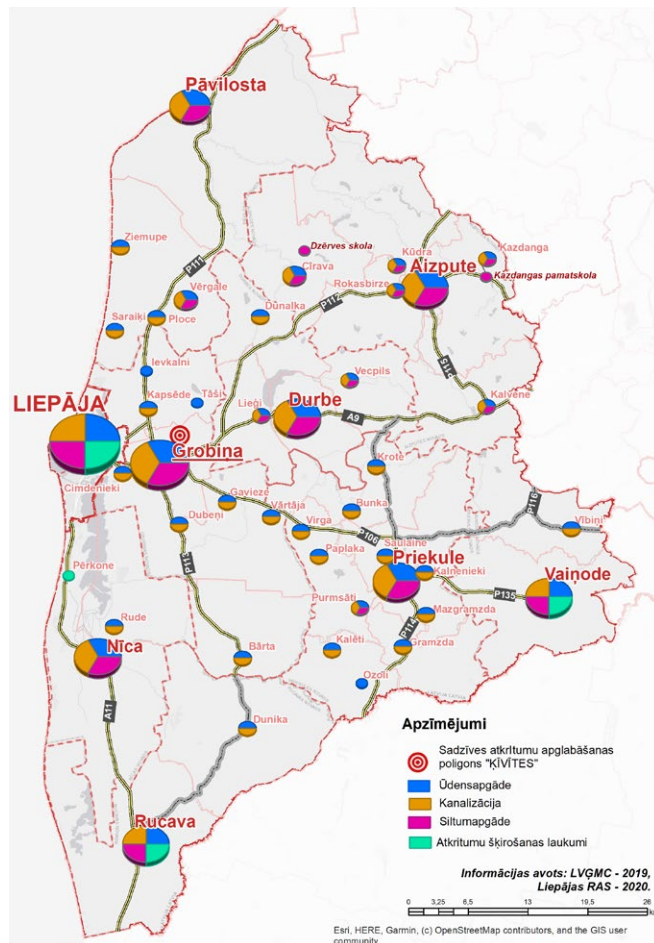 Pāvilosta
Ziemupe
Dzērves skola
Kūdra
Kazdanga
Aizpute
Cīrava
Kazdangas pamatskola
P111
Rokasbirze
Vērgale
P112
Saraiķi
Ploce
Dūnalka
P115
Ievkalni
Vecpils
Tāši
LIEPĀJA
Kapsēde
Lieģi
Durbe
Kalvene
A9
Grobiņa
Krote
Cimdenieki
Gavieze
P116
Dubeņi
Vārtāja
Bunka
Virga
Vībiņi
P106
Saulaine
Paplaka
Priekule
Kalnenieki
Vaiņode
Pērkone
P113
P135
Purmsāti
Mazgramzda
Rude
P114
Nīca
Kalēti
Gramzda
Bārta
Ozoli
A11
Dunika
Rucava
Apzīmējumi
Sadzīves atkrītumu apglabāšanas
poligons "ĶĪVĪTES"
Ūdensapgāde
Kanalizācija
Siltumapgāde
Atkritumu šķirošanas laukumi
Informācijas avots: LVĢMC - 2019,
Liepājas RAS - 2020.
0 3,25 6,5 13 19,5 26
Esri, HERE, Garmin, (c) OpenStreetMap contributors, and the GIS user
community